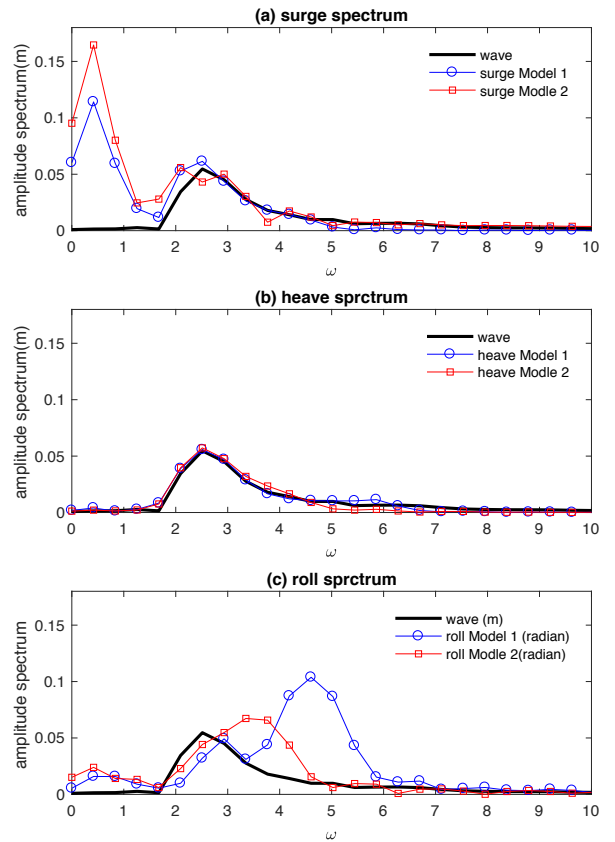 (a) surge spectrum
amplitude spectrum(m)
0.15
0.1
0.05
0
wave
surge Model 1
surge Modle 2
0 1 2 3 4 5 6 7 8 9 10
ω
(b) heave sprctrum
amplitude spectrum(m)
0.15
0.1
0.05
0
wave
heave Model 1
heave Modle 2
0 1 2 3 4 5 6 7 8 9 10
ω
(c) roll sprctrum
amplitude spectrum
0.15
0.1
0.05
0
wave (m)
roll Model 1 (radian)
roll Modle 2(radian)
0 1 2 3 4 5 6 7 8 9 10
ω